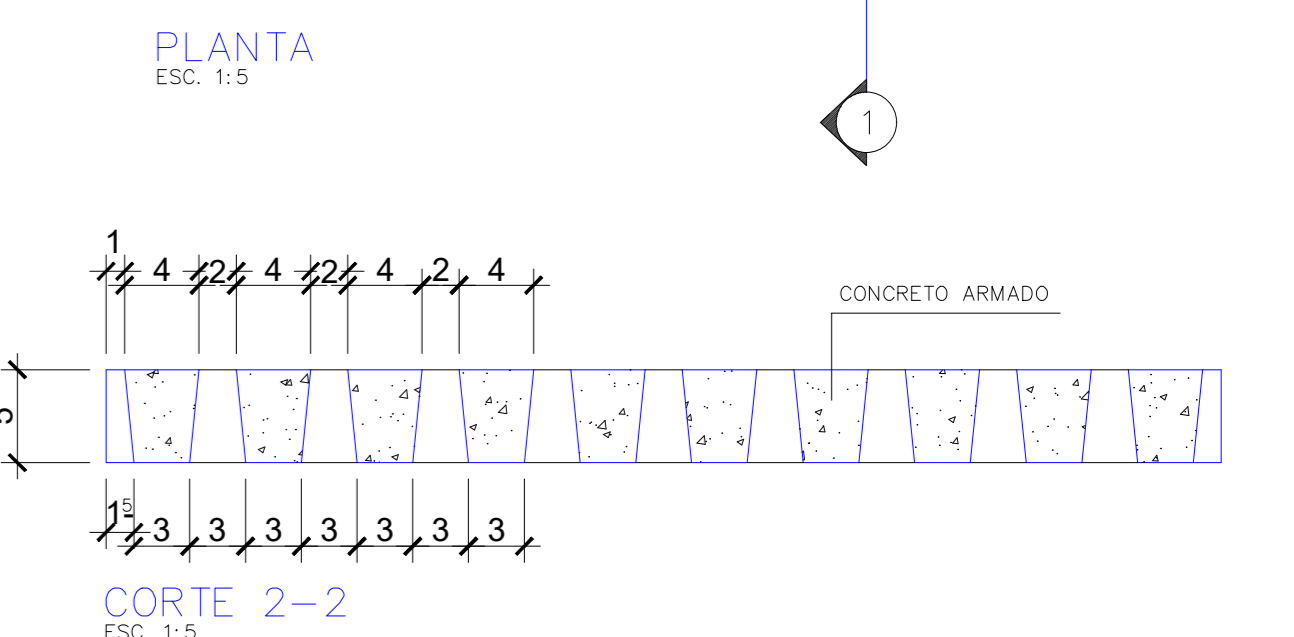 PLANTA
ESC. 1:5
1
1
4 2 4 2 4 2 4
CONCRETO ARMADO
5
1⁵
3 3 3 3 3 3 3
CORTE 2-2
ESC. 1:5